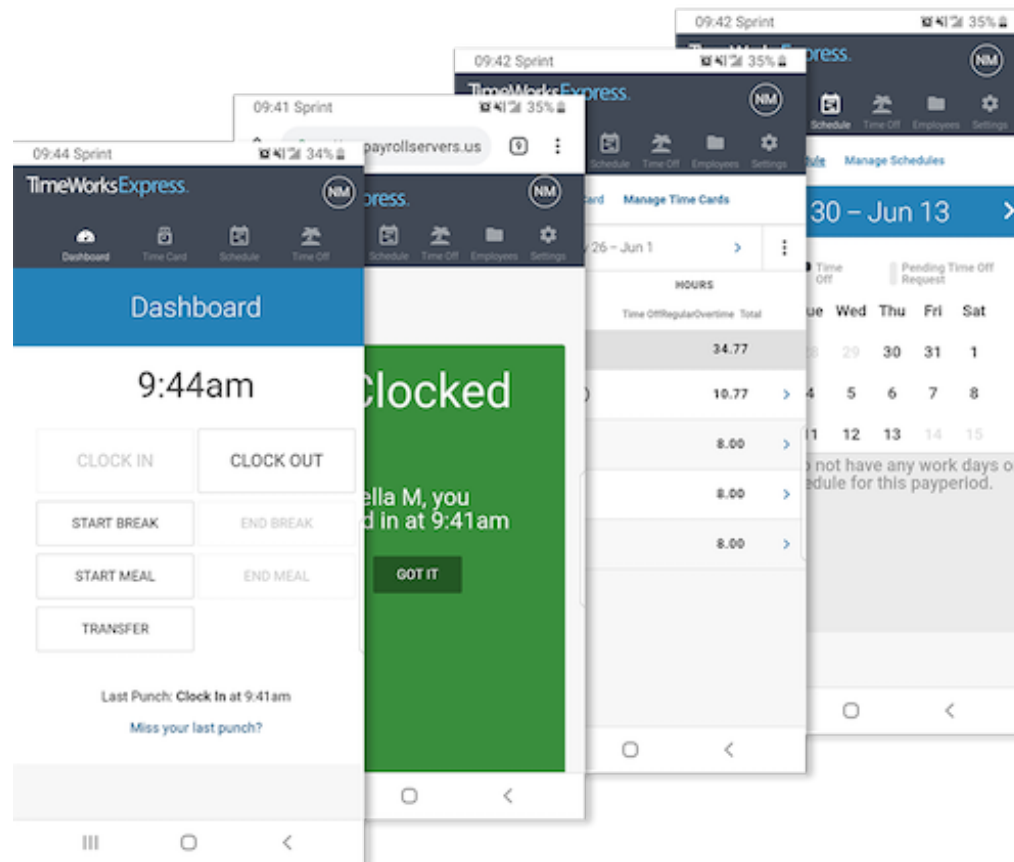 09:44 Sprint 34%
TimeWorksExpress.
NM
Dashboard Time Card Schedule Time Off
Dashboard
9:44am
CLOCK IN CLOCK OUT
START BREAK END BREAK
START MEAL END MEAL
TRANSFER
Last Punch: Clock In at 9:41am
Miss your last punch?
09:41 Sprint 35%
payrollservers.us 9
press.
NM
Schedule Time Off Employees Settings
Clocked
ella M, you
d in at 9:41am
GOT IT
09:42 Sprint 35%
TimeWorksExpress.
NM
Schedule Time Off Employees Settings
ard Manage Time Cards
26 – Jun 1
HOURS
Time Off Regular Overtime Total
34.77
10.77
8.00
8.00
8.00
09:42 Sprint 35%
press.
NM
Schedule Time Off Employees Settings
ule Manage Schedules
30 – Jun 13
Time Off
Pending Time Off Request
ue Wed Thu Fri Sat
28 29 30 31 1
4 5 6 7 8
11 12 13 14 15
o not have any work days o
edule for this payperiod.